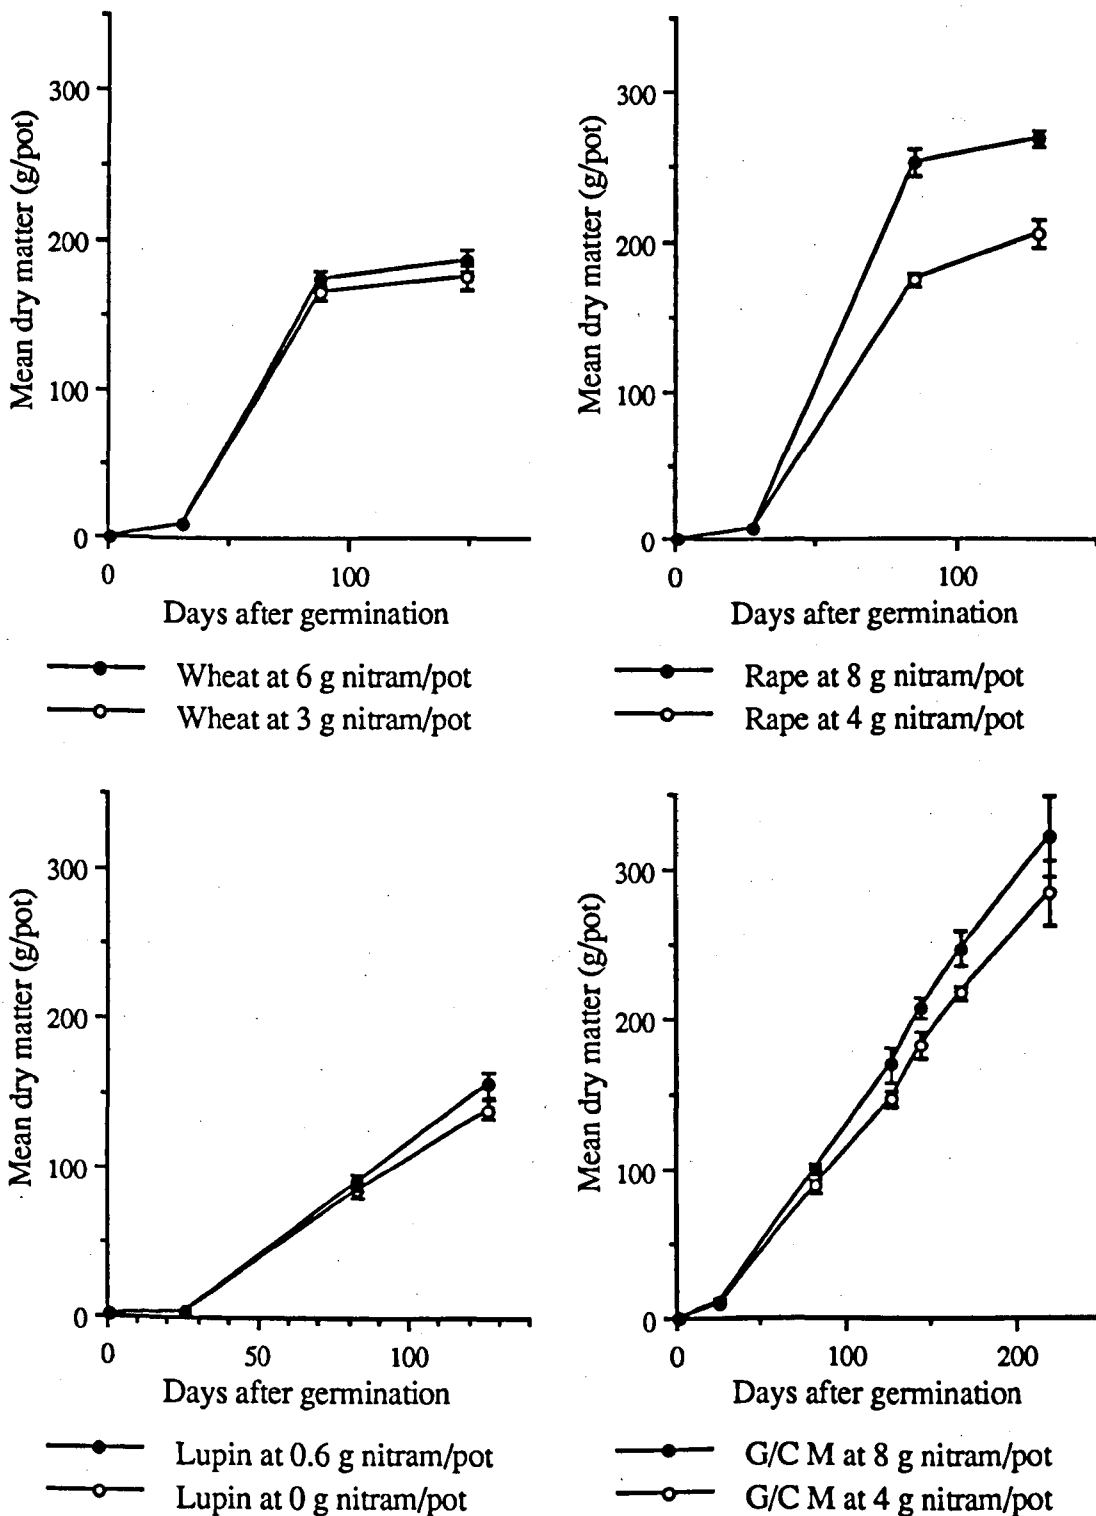 300
200
100
0
Mean dry matter (g/pot)
0 100
Days after germination
Wheat at 6 g nitram/pot
Wheat at 3 g nitram/pot
300
200
100
0
Mean dry matter (g/pot)
0 100
Days after germination
Rape at 8 g nitram/pot
Rape at 4 g nitram/pot
300
200
100
0
Mean dry matter (g/pot)
0 50 100
Days after germination
Lupin at 0.6 g nitram/pot
Lupin at 0 g nitram/pot
300
200
100
0
Mean dry matter (g/pot)
0 100 200
Days after germination
G/C M at 8 g nitram/pot
G/C M at 4 g nitram/pot